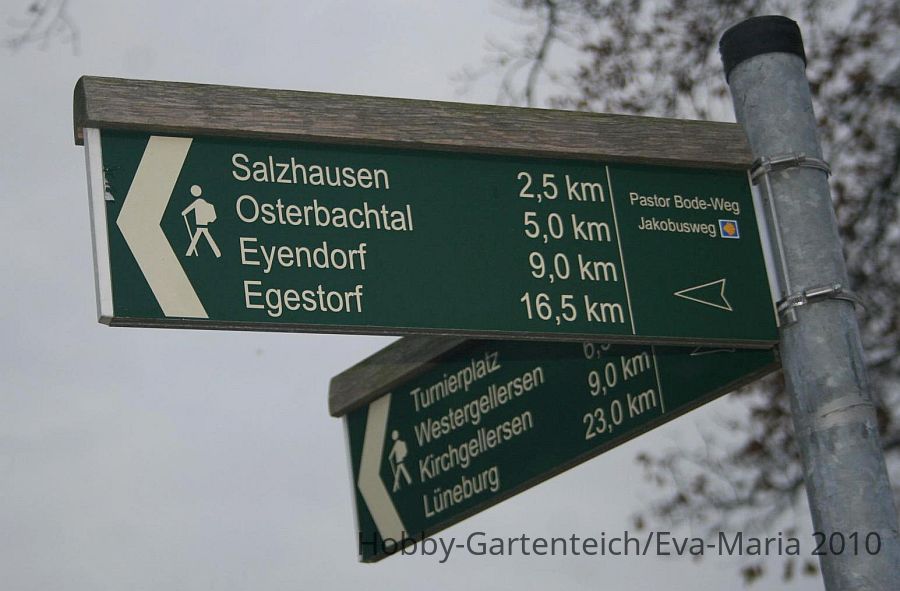 Salzhausen 2,5 km
Osterbachtal 5,0 km
Eyendorf 9,0 km
Egestorf 16,5 km
Pastor Bode-Weg
Jakobusweg
Turnierplatz
Westergellersen
Kirchgellersen 9,0 km
Lüneburg 23,0 km
Hobby-Gartenteich/Eva-Maria 2010